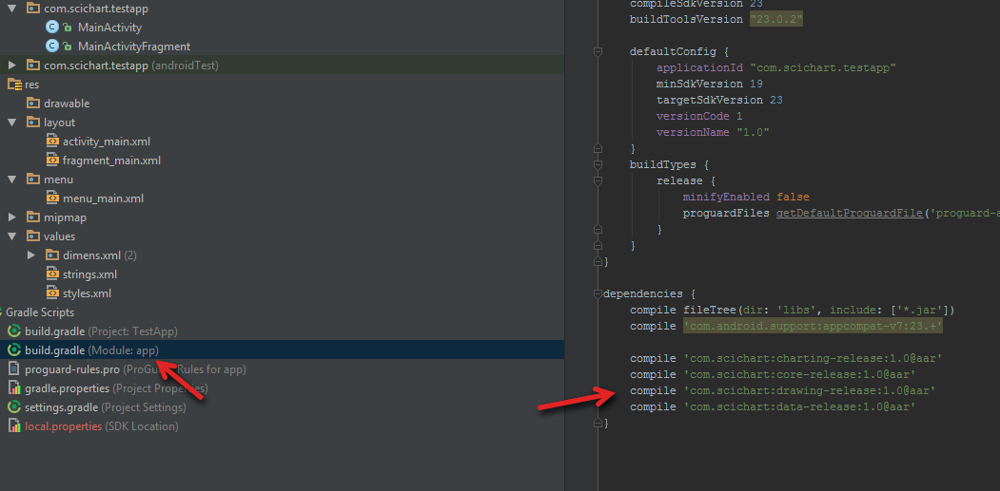 com.scichart.testapp
MainActivity
MainActivityFragment
com.scichart.testapp (androidTest)
res
drawable
layout
activity_main.xml
fragment_main.xml
menu
menu_main.xml
mipmap
values
dimens.xml (2)
strings.xml
styles.xml
Gradle Scripts
build.gradle (Project: TestApp)
build.gradle (Module: app)
proguard-rules.pro (ProGuard Rules for app)
gradle.properties (Project Properties)
settings.gradle (Project Settings)
local.properties (SDK Location)
compileSdkVersion 23
buildToolsVersion "23.0.2"
defaultConfig {
applicationId "com.scichart.testapp"
minSdkVersion 19
targetSdkVersion 23
versionCode 1
versionName "1.0"
}
buildTypes {
release {
minifyEnabled false
proguardFiles getDefaultProguardFile('proguard-a
}
}
}
dependencies {
compile fileTree(dir: 'libs', include: ['*.jar'])
compile 'com.android.support:appcompat-v7:23.+'
compile 'com.scichart:charting-release:1.0@aar'
compile 'com.scichart:core-release:1.0@aar'
compile 'com.scichart:drawing-release:1.0@aar'
compile 'com.scichart:data-release:1.0@aar'
}